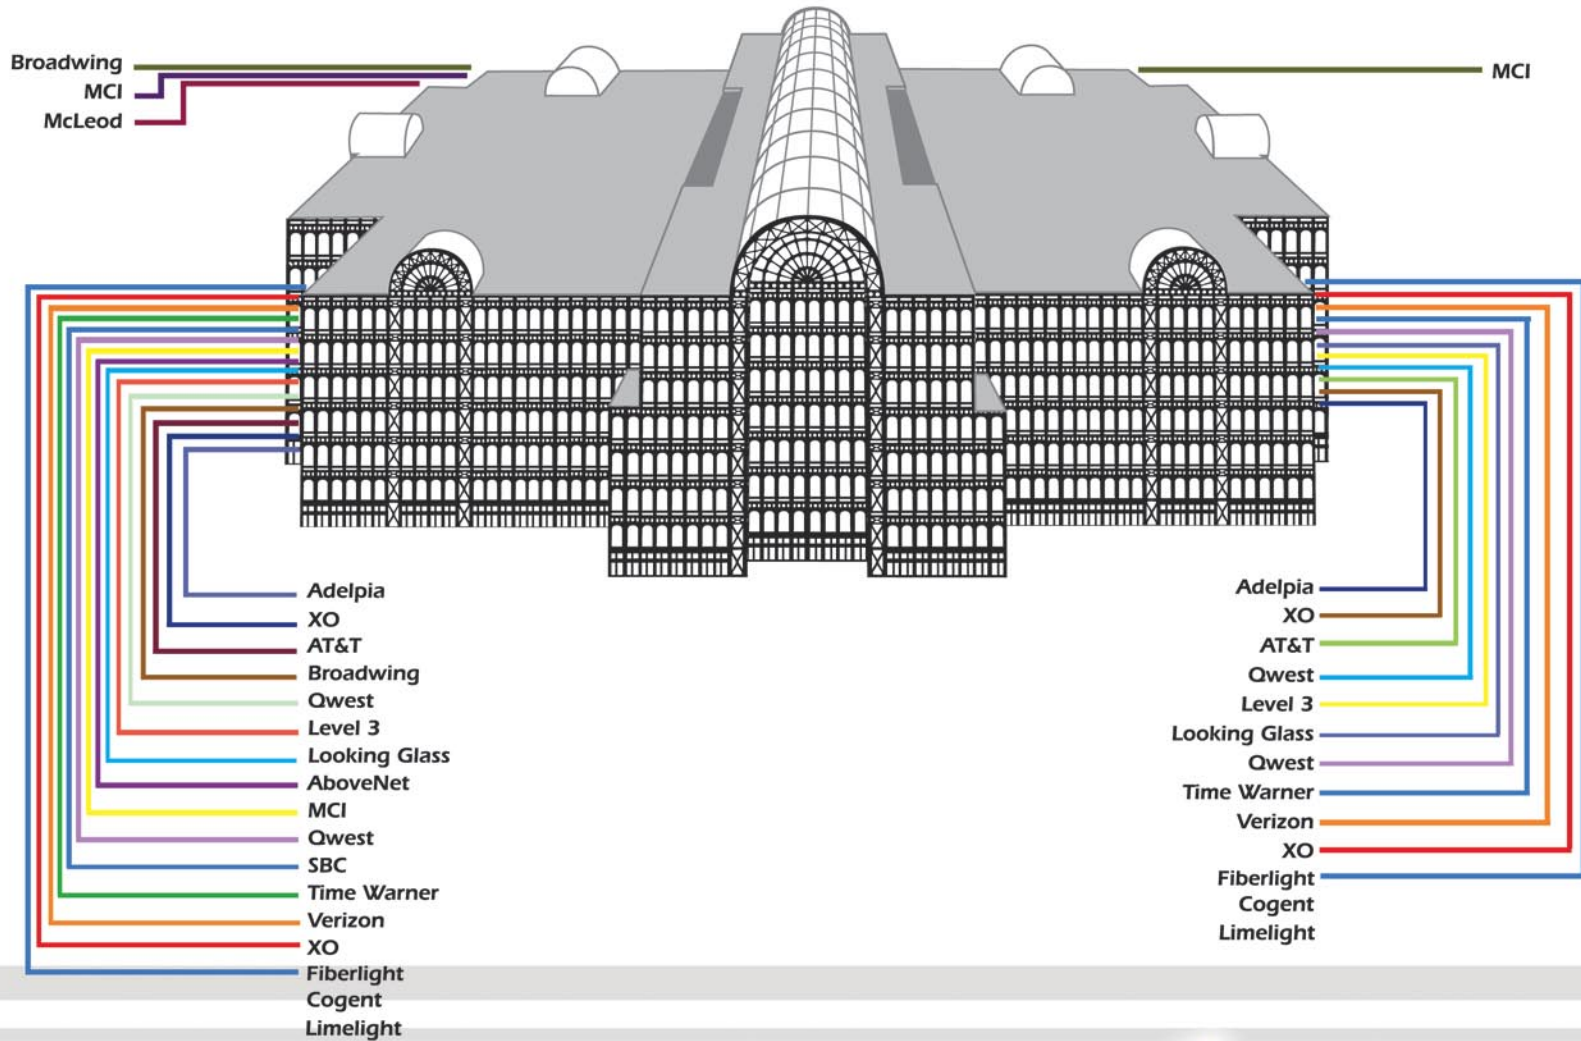 Broadwing
MCI
McLeod
MCI
Adelpia
XO
AT&T
Broadwing
Qwest
Level 3
Looking Glass
AboveNet
MCI
Qwest
SBC
Time Warner
Verizon
XO
Fiberlight
Cogent
Limelight
Adelpia
XO
AT&T
Qwest
Level 3
Looking Glass
Qwest
Time Warner
Verizon
XO
Fiberlight
Cogent
Limelight